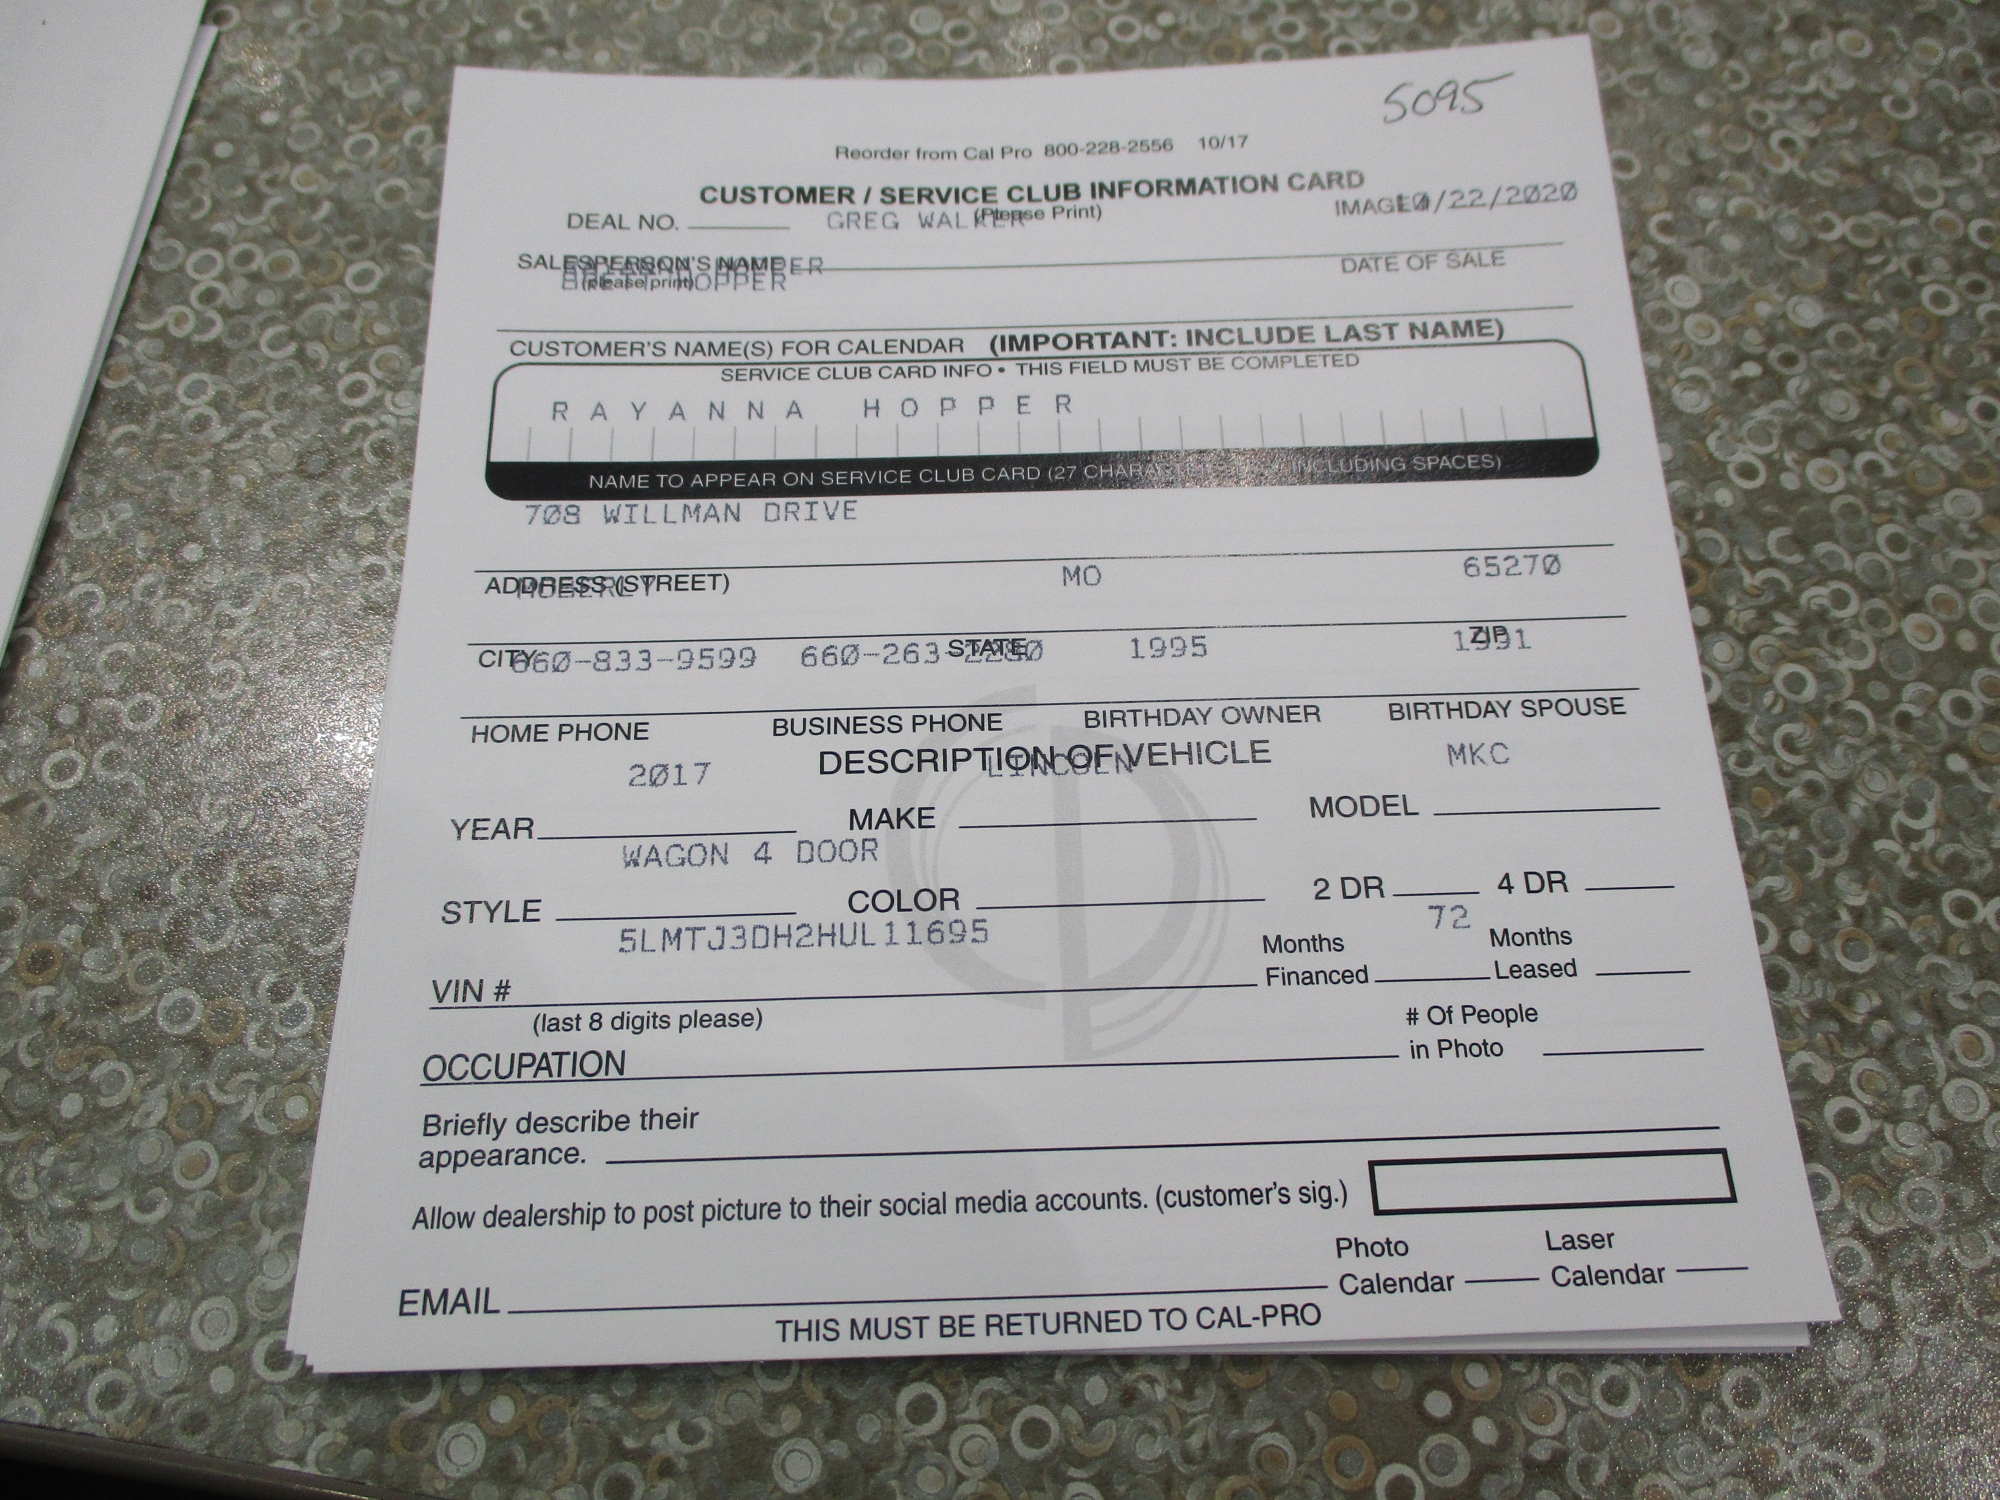 5095
Reorder from Cal Pro 800-228-2556 10/17
CUSTOMER / SERVICE CLUB INFORMATION CARD
(Please Print)
DEAL NO. GREG WALKER IMAGE 10/22/2020
SALESPERSON'S NAME HOPPER DATE OF SALE
(please print) HOPPER
CUSTOMER'S NAME(S) FOR CALENDAR (IMPORTANT: INCLUDE LAST NAME)
SERVICE CLUB CARD INFO • THIS FIELD MUST BE COMPLETED
RAYANNA HOPPER
NAME TO APPEAR ON SERVICE CLUB CARD (27 INCLUDING SPACES)
708 WILLMAN DRIVE
ADDRESS (STREET)
MOBERLY MO 65270
CITY STATE ZIP
660-833-9599 660-263- 1995 1991
HOME PHONE BUSINESS PHONE BIRTHDAY OWNER BIRTHDAY SPOUSE
DESCRIPTION OF VEHICLE
2017 LINCOLN MKC
YEAR MAKE MODEL
WAGON 4 DOOR
STYLE COLOR 2 DR 4 DR
5LMTJ3DH2HUL11695 72
VIN # Months Financed Months Leased
(last 8 digits please)
OCCUPATION # Of People in Photo
Briefly describe their
appearance.
Allow dealership to post picture to their social media accounts. (customer's sig.)
EMAIL Photo Calendar Laser Calendar
THIS MUST BE RETURNED TO CAL-PRO